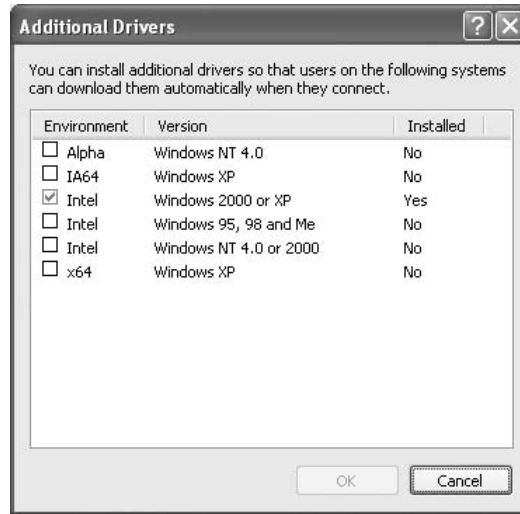 Additional Drivers
You can install additional drivers so that users on the following systems
can download them automatically when they connect.
Environment Version Installed
Alpha Windows NT 4.0 No
IA64 Windows XP No
Intel Windows 2000 or XP Yes
Intel Windows 95, 98 and Me No
Intel Windows NT 4.0 or 2000 No
x64 Windows XP No
OK Cancel